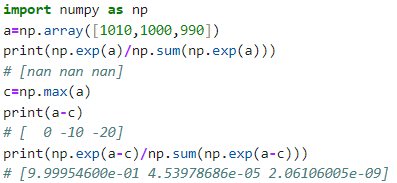 import numpy as np
a=np.array([1010,1000,990])
print(np.exp(a)/np.sum(np.exp(a)))
# [nan nan nan]
c=np.max(a)
print(a-c)
# [  0 -10 -20]
print(np.exp(a-c)/np.sum(np.exp(a-c)))
# [9.99954600e-01 4.53978686e-05 2.06106005e-09]